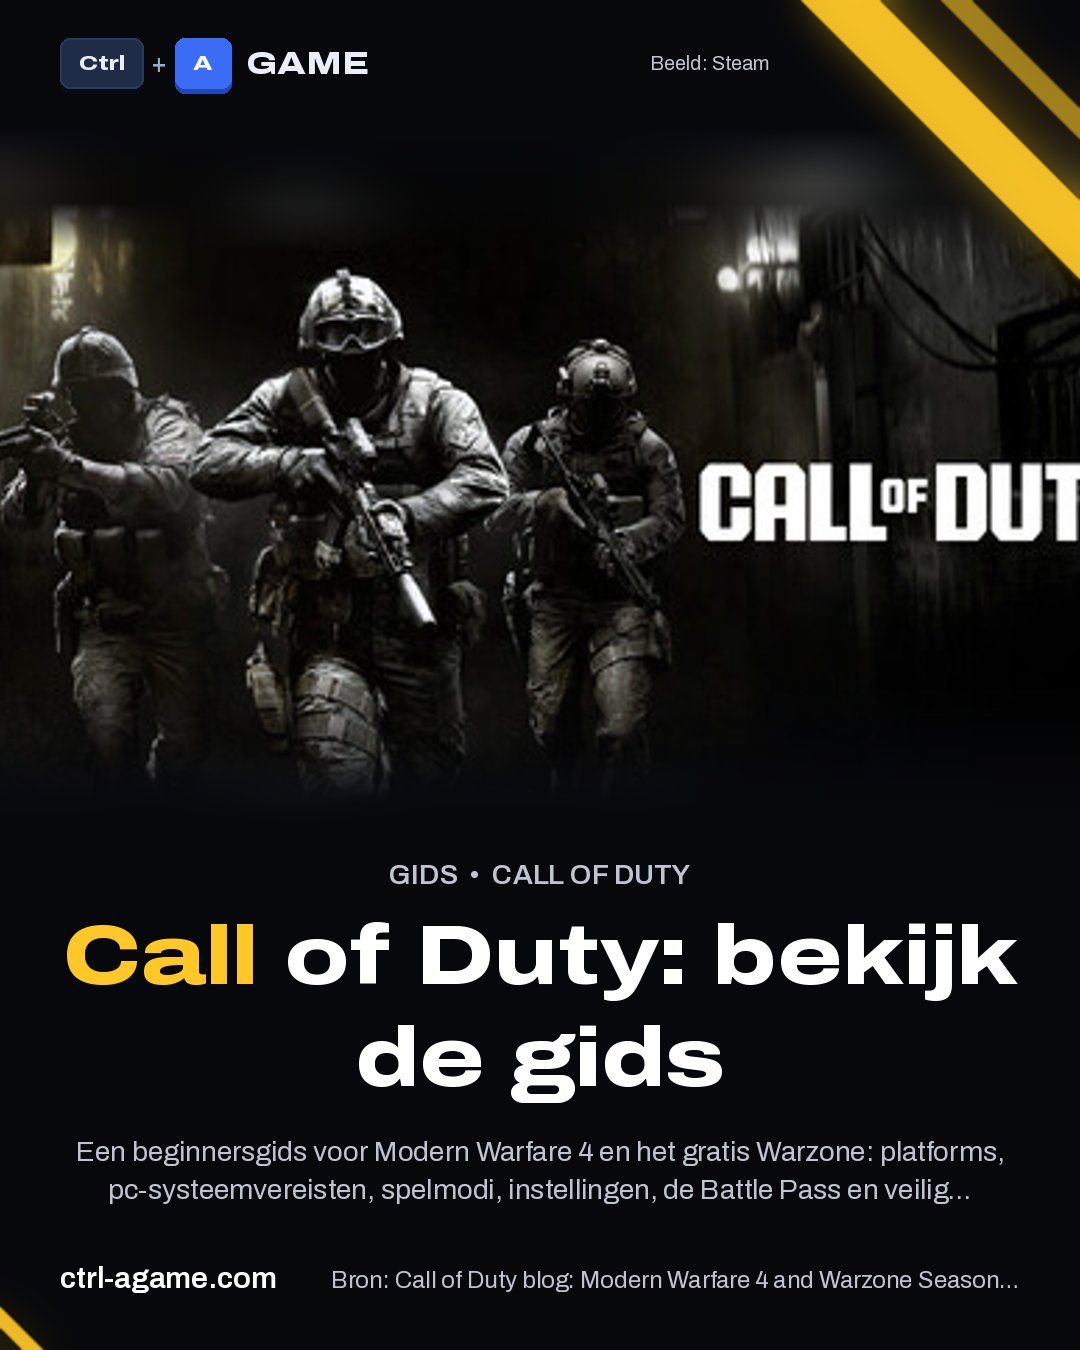 Ctrl + A GAME
Beeld: Steam
CALL OF DUT
GIDS • CALL OF DUTY
Call of Duty: bekijk
de gids
Een beginnersgids voor Modern Warfare 4 en het gratis Warzone: platforms,
pc-systeemvereisten, spelmodi, instellingen, de Battle Pass en veilig...
ctrl-agame.com
Bron: Call of Duty blog: Modern Warfare 4 and Warzone Season...